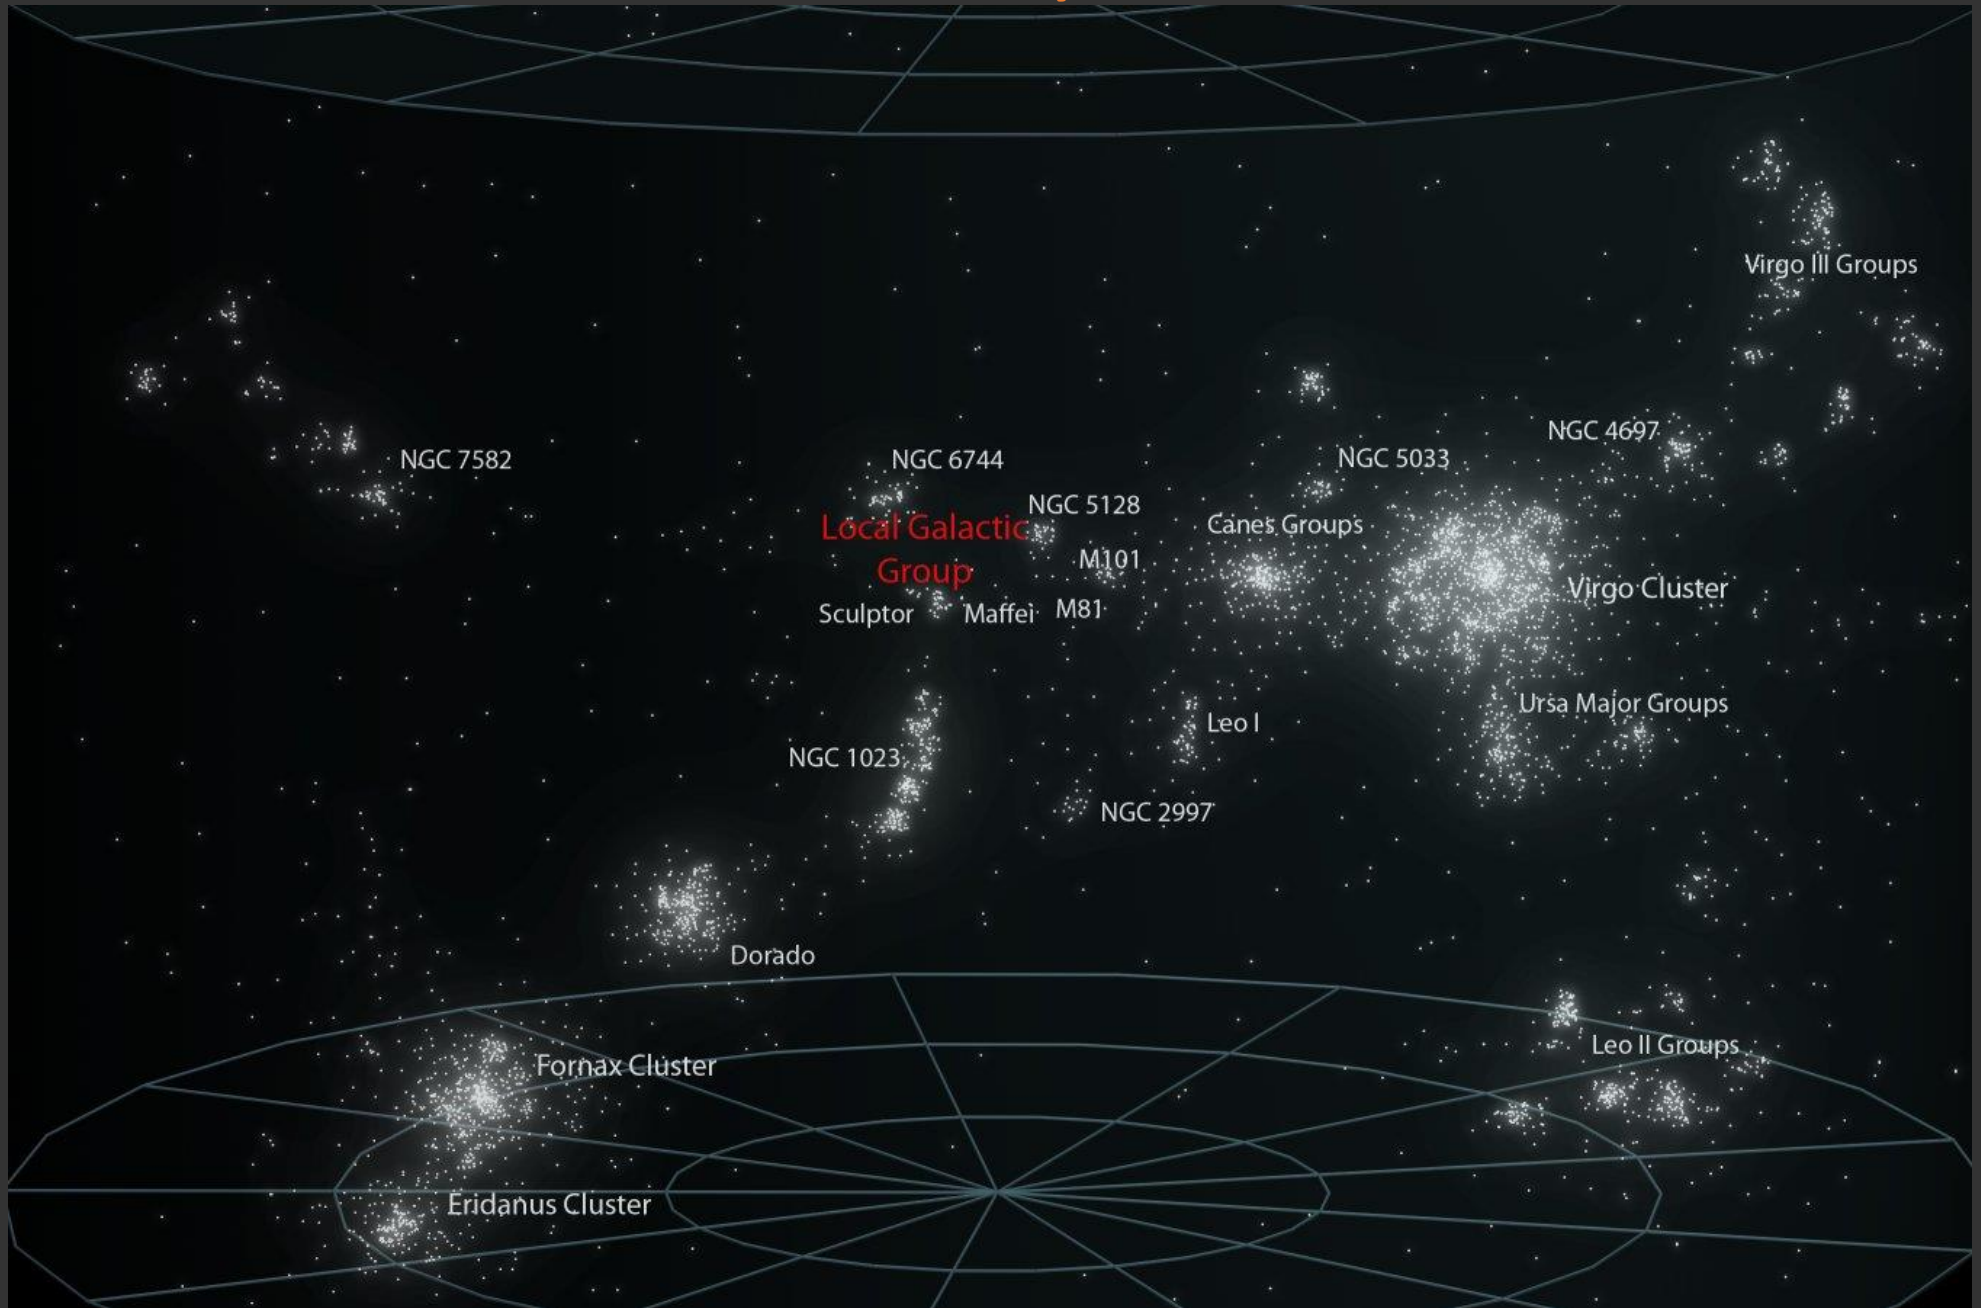 Virgo III Groups
NGC 4697
NGC 7582
NGC 6744
NGC 5033
NGC 5128
Canes Groups
Local Galactic
Group
M101
Virgo Cluster
Sculptor
Maffei
M81
Ursa Major Groups
Leo I
NGC 1023
NGC 2997
Dorado
Leo II Groups
Fornax Cluster
Eridanus Cluster